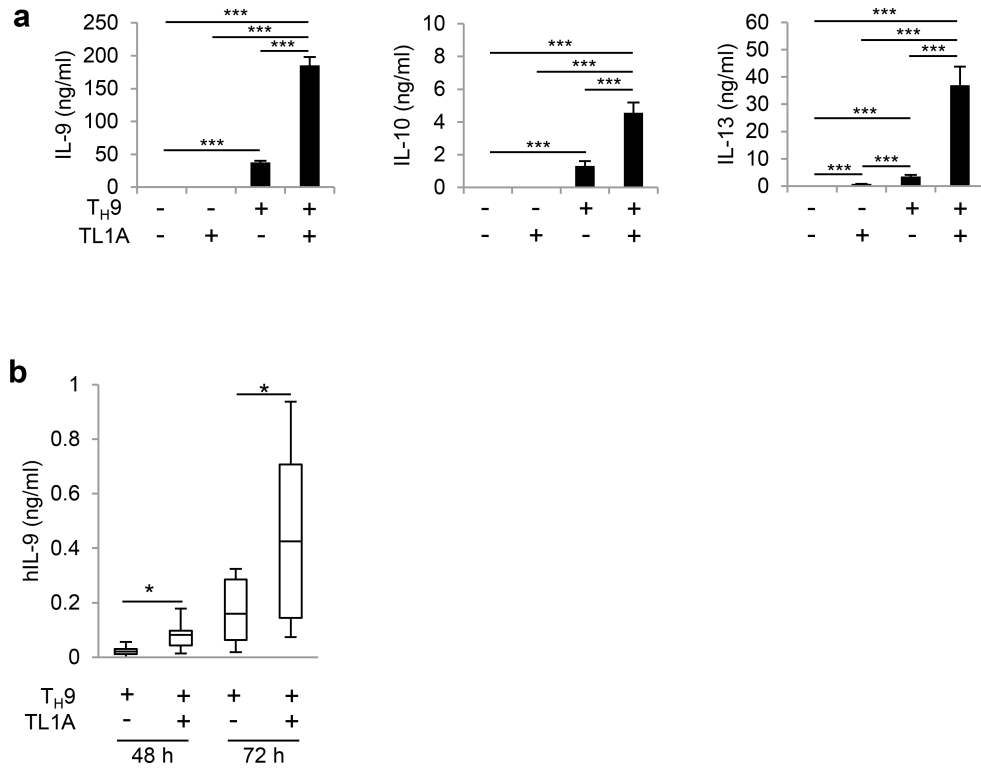 a
IL-9 (ng/ml)
250
200
150
100
50
0
***
***
***
***
TH9 - - + +
TL1A - + - +
IL-10 (ng/ml)
10
8
6
4
2
0
***
***
***
***
- - + +
- + - +
IL-13 (ng/ml)
60
50
40
30
20
10
0
***
***
***
***
*** ***
- - + +
- + - +
b
hIL-9 (ng/ml)
1
0.8
0.6
0.4
0.2
0
*
*
TH9 + + + +
TL1A - + - +
48 h 72 h